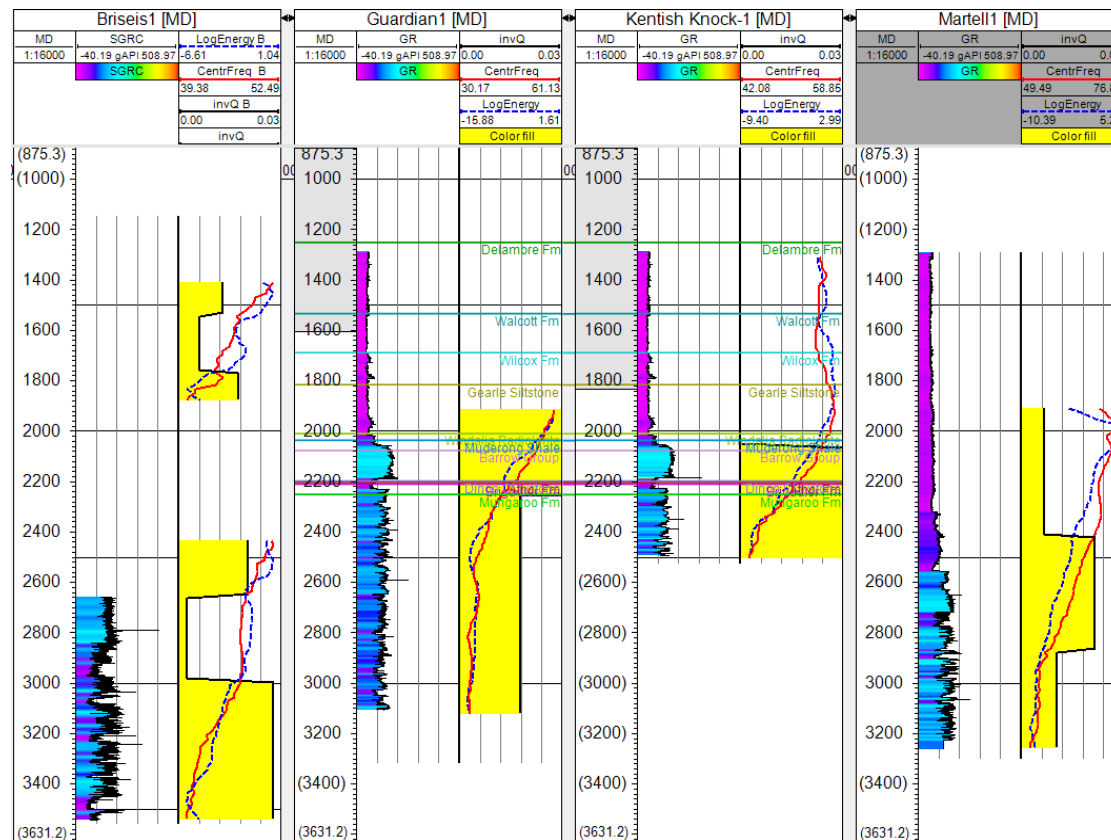 Briseis1 [MD] Guardian1 [MD] Kentish Knock-1 [MD] Martell1 [MD]
MD SGRC LogEnergy B MD GR invQ MD GR invQ MD GR invQ
1:16000 -40.19 gAPI 508.97 -6.61 1.04 1:16000 -40.19 gAPI 508.97 0.00 0.03 1:16000 -40.19 gAPI 508.97 0.00 0.03 1:16000 -40.19 gAPI 508.97 0.00 0.0
SGRC CentrFreq B GR CentrFreq GR CentrFreq GR CentrFreq
39.38 52.49 30.17 61.13 42.08 58.85 49.49 76.
invQ B LogEnergy LogEnergy LogEnergy
0.00 0.03 -15.88 1.61 -9.40 2.99 -10.39 5.
invQ Color fill Color fill Color fill
(875.3) 875.3 875.3 (875.3)
(1000) 1000 1000 (1000)
1200 1200 1200 1200
Delambre Fm Delambre Fm
1400 1400 1400 1400
Walcott Fm Walcott Fm
1600 1600 1600 1600
Wilcox Fm Wilcox Fm
1800 1800 1800 1800
Gearle Siltstone Gearle Siltstone
2000 2000 2000 2000
Muderong Shale Muderong Shale
Barrow Group Barrow Group
2200 2200 2200 2200
Mungaroo Fm Mungaroo Fm
2400 2400 2400 2400
2600 2600 (2600) 2600
2800 2800 (2800) 2800
3000 3000 (3000) 3000
3200 3200 (3200) 3200
3400 (3400) (3400) (3400)
(3631.2) (3631.2) (3631.2) (3631.2)